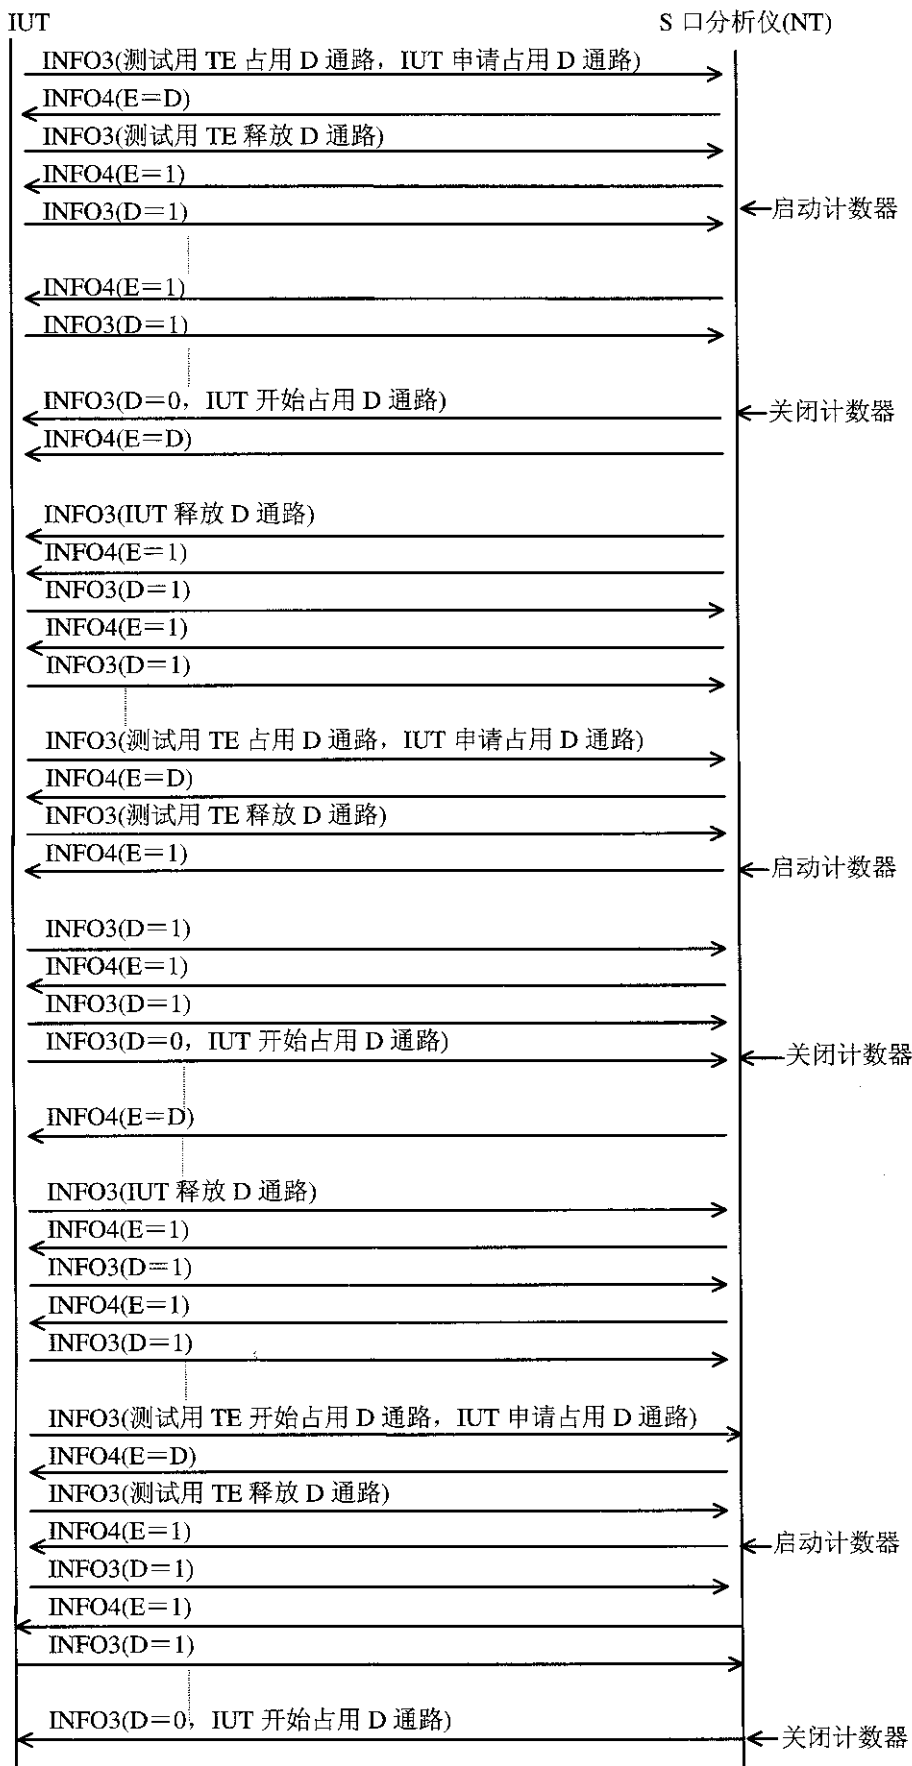 IUT S 口分析仪(NT)
INFO3(测试用 TE 占用 D 通路，IUT 申请占用 D 通路)
INFO4(E=D)
INFO3(测试用 TE 释放 D 通路)
INFO4(E=1)
INFO3(D=1) 启动计数器
INFO4(E=1)
INFO3(D=1)
INFO3(D=0，IUT 开始占用 D 通路) 关闭计数器
INFO4(E=D)
INFO3(IUT 释放 D 通路)
INFO4(E=1)
INFO3(D=1)
INFO4(E=1)
INFO3(D=1)
INFO3(测试用 TE 占用 D 通路，IUT 申请占用 D 通路)
INFO4(E=D)
INFO3(测试用 TE 释放 D 通路)
INFO4(E=1) 启动计数器
INFO3(D=1)
INFO4(E=1)
INFO3(D=1)
INFO3(D=0，IUT 开始占用 D 通路) 关闭计数器
INFO4(E=D)
INFO3(IUT 释放 D 通路)
INFO4(E=1)
INFO3(D=1)
INFO4(E=1)
INFO3(D=1)
INFO3(测试用 TE 开始占用 D 通路，IUT 申请占用 D 通路)
INFO4(E=D)
INFO3(测试用 TE 释放 D 通路)
INFO4(E=1) 启动计数器
INFO3(D=1)
INFO4(E=1)
INFO3(D=1)
INFO3(D=0，IUT 开始占用 D 通路) 关闭计数器